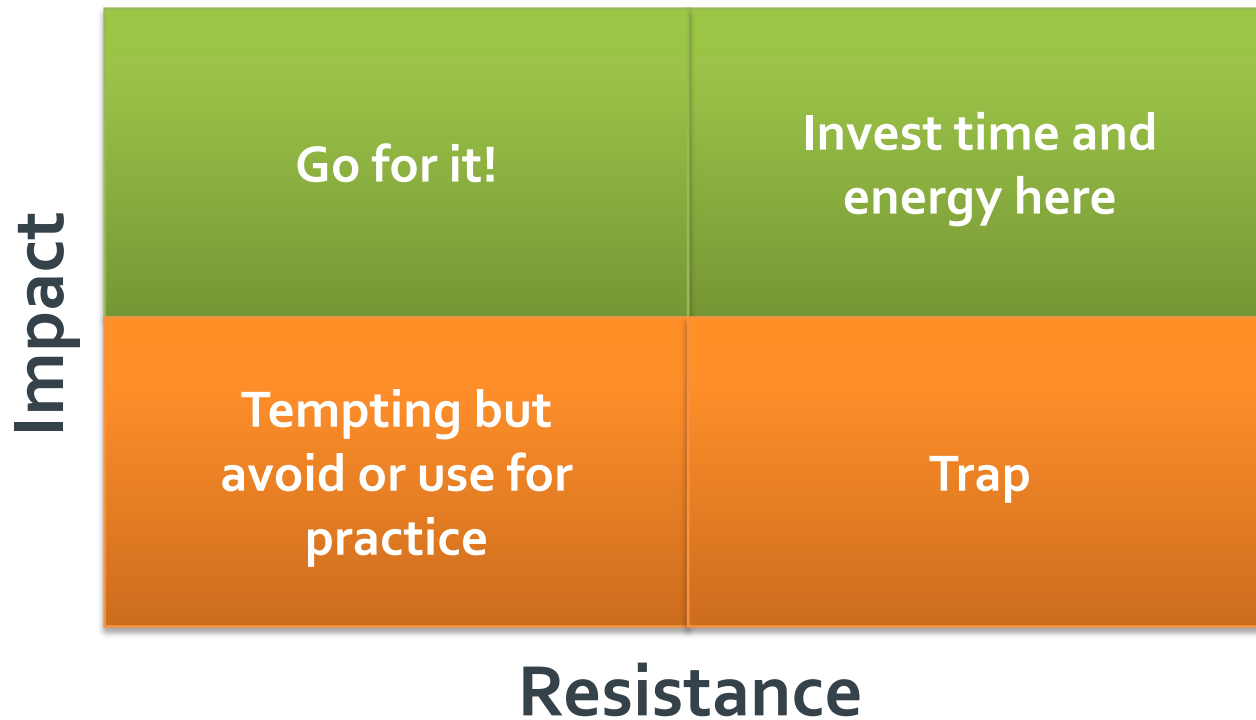 Impact
Go for it!
Invest time and
energy here
Tempting but
avoid or use for
practice
Trap
Resistance